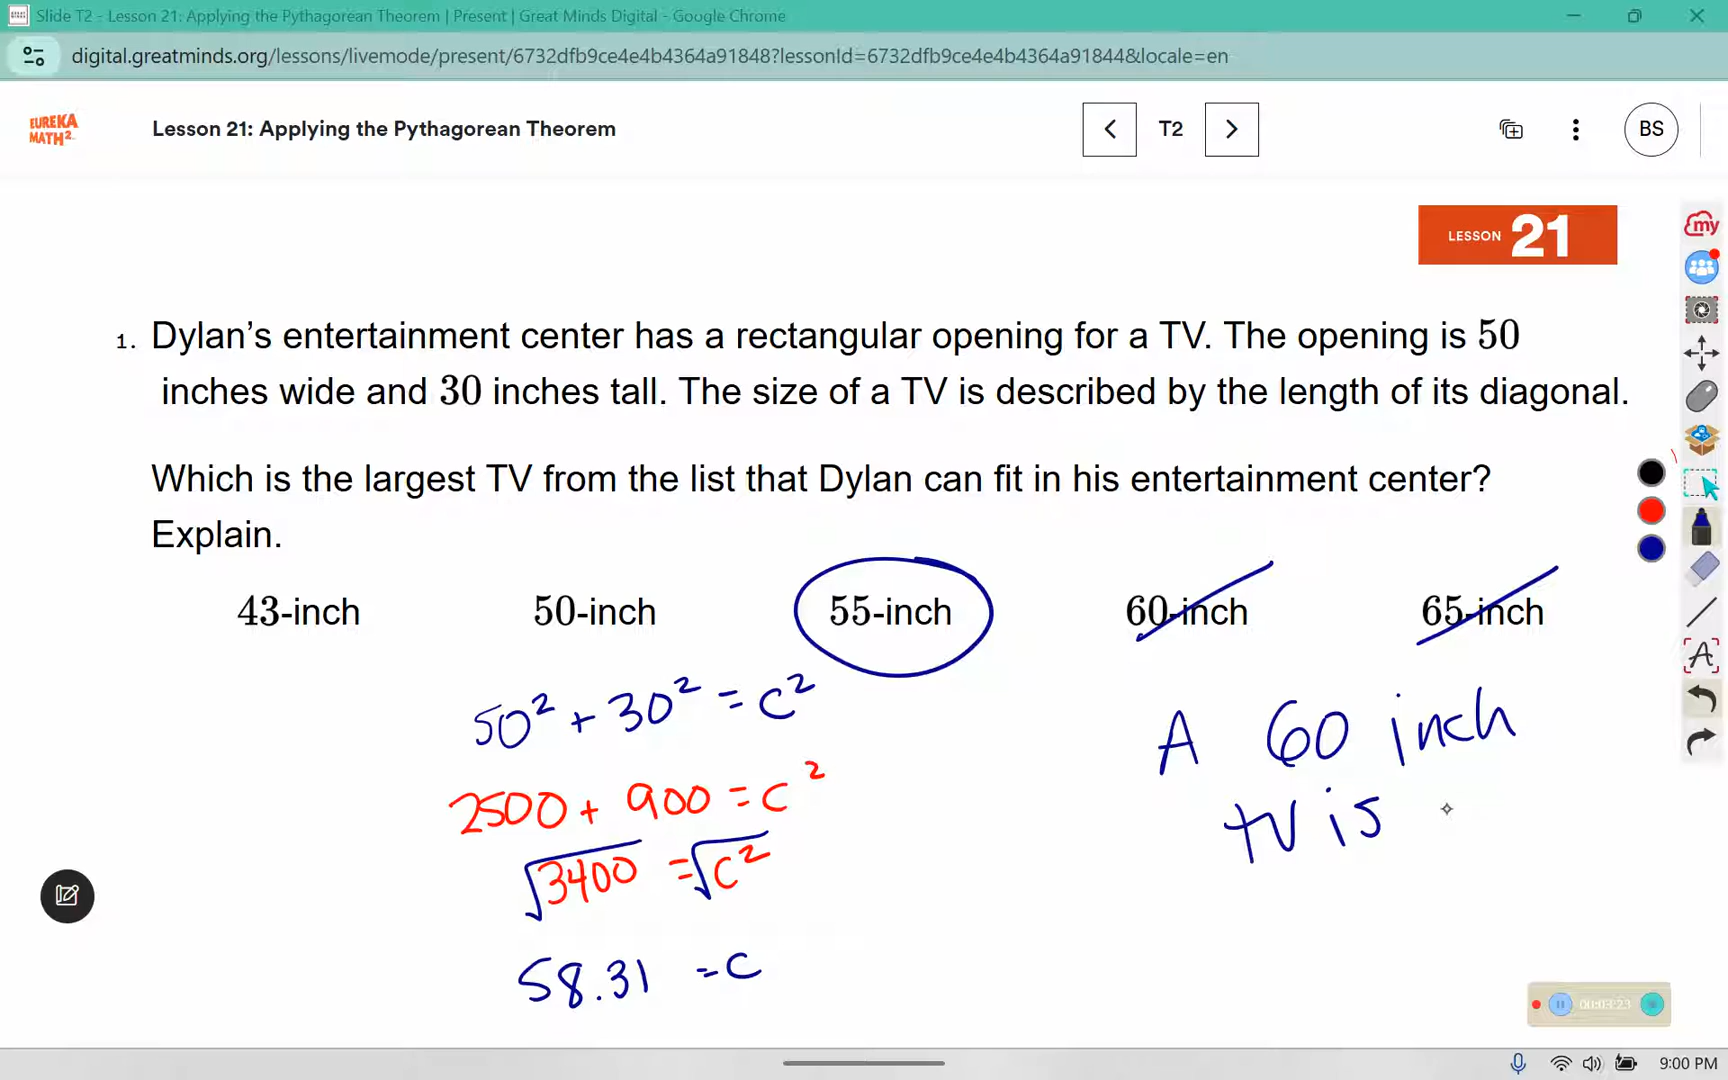 Slide T2 - Lesson 21: Applying the Pythagorean Theorem | Present | Great Minds Digital - Google Chrome
digital.greatminds.org/lessons/livemode/present/6732dfb9ce4e4b4364a91848?lessonId=6732dfb9ce4e4b4364a91844&locale=en
EUREKA
MATH²
Lesson 21: Applying the Pythagorean Theorem
T2
BS
LESSON 21
my
1. Dylan's entertainment center has a rectangular opening for a TV. The opening is 50
inches wide and 30 inches tall. The size of a TV is described by the length of its diagonal.
Which is the largest TV from the list that Dylan can fit in his entertainment center?
Explain.
43-inch 50-inch 55-inch 60-inch 65-inch
50² + 30² = c²
2500 + 900 = c²
√3400 = √c²
58.31 = c
A 60 inch
TV is
A
00:03:23
9:00 PM